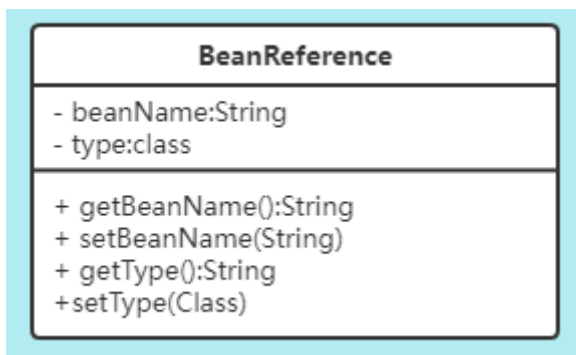 BeanReference
- beanName:String
- type:class
+ getBeanName():String
+ setBeanName(String)
+ getType():String
+setType(Class)